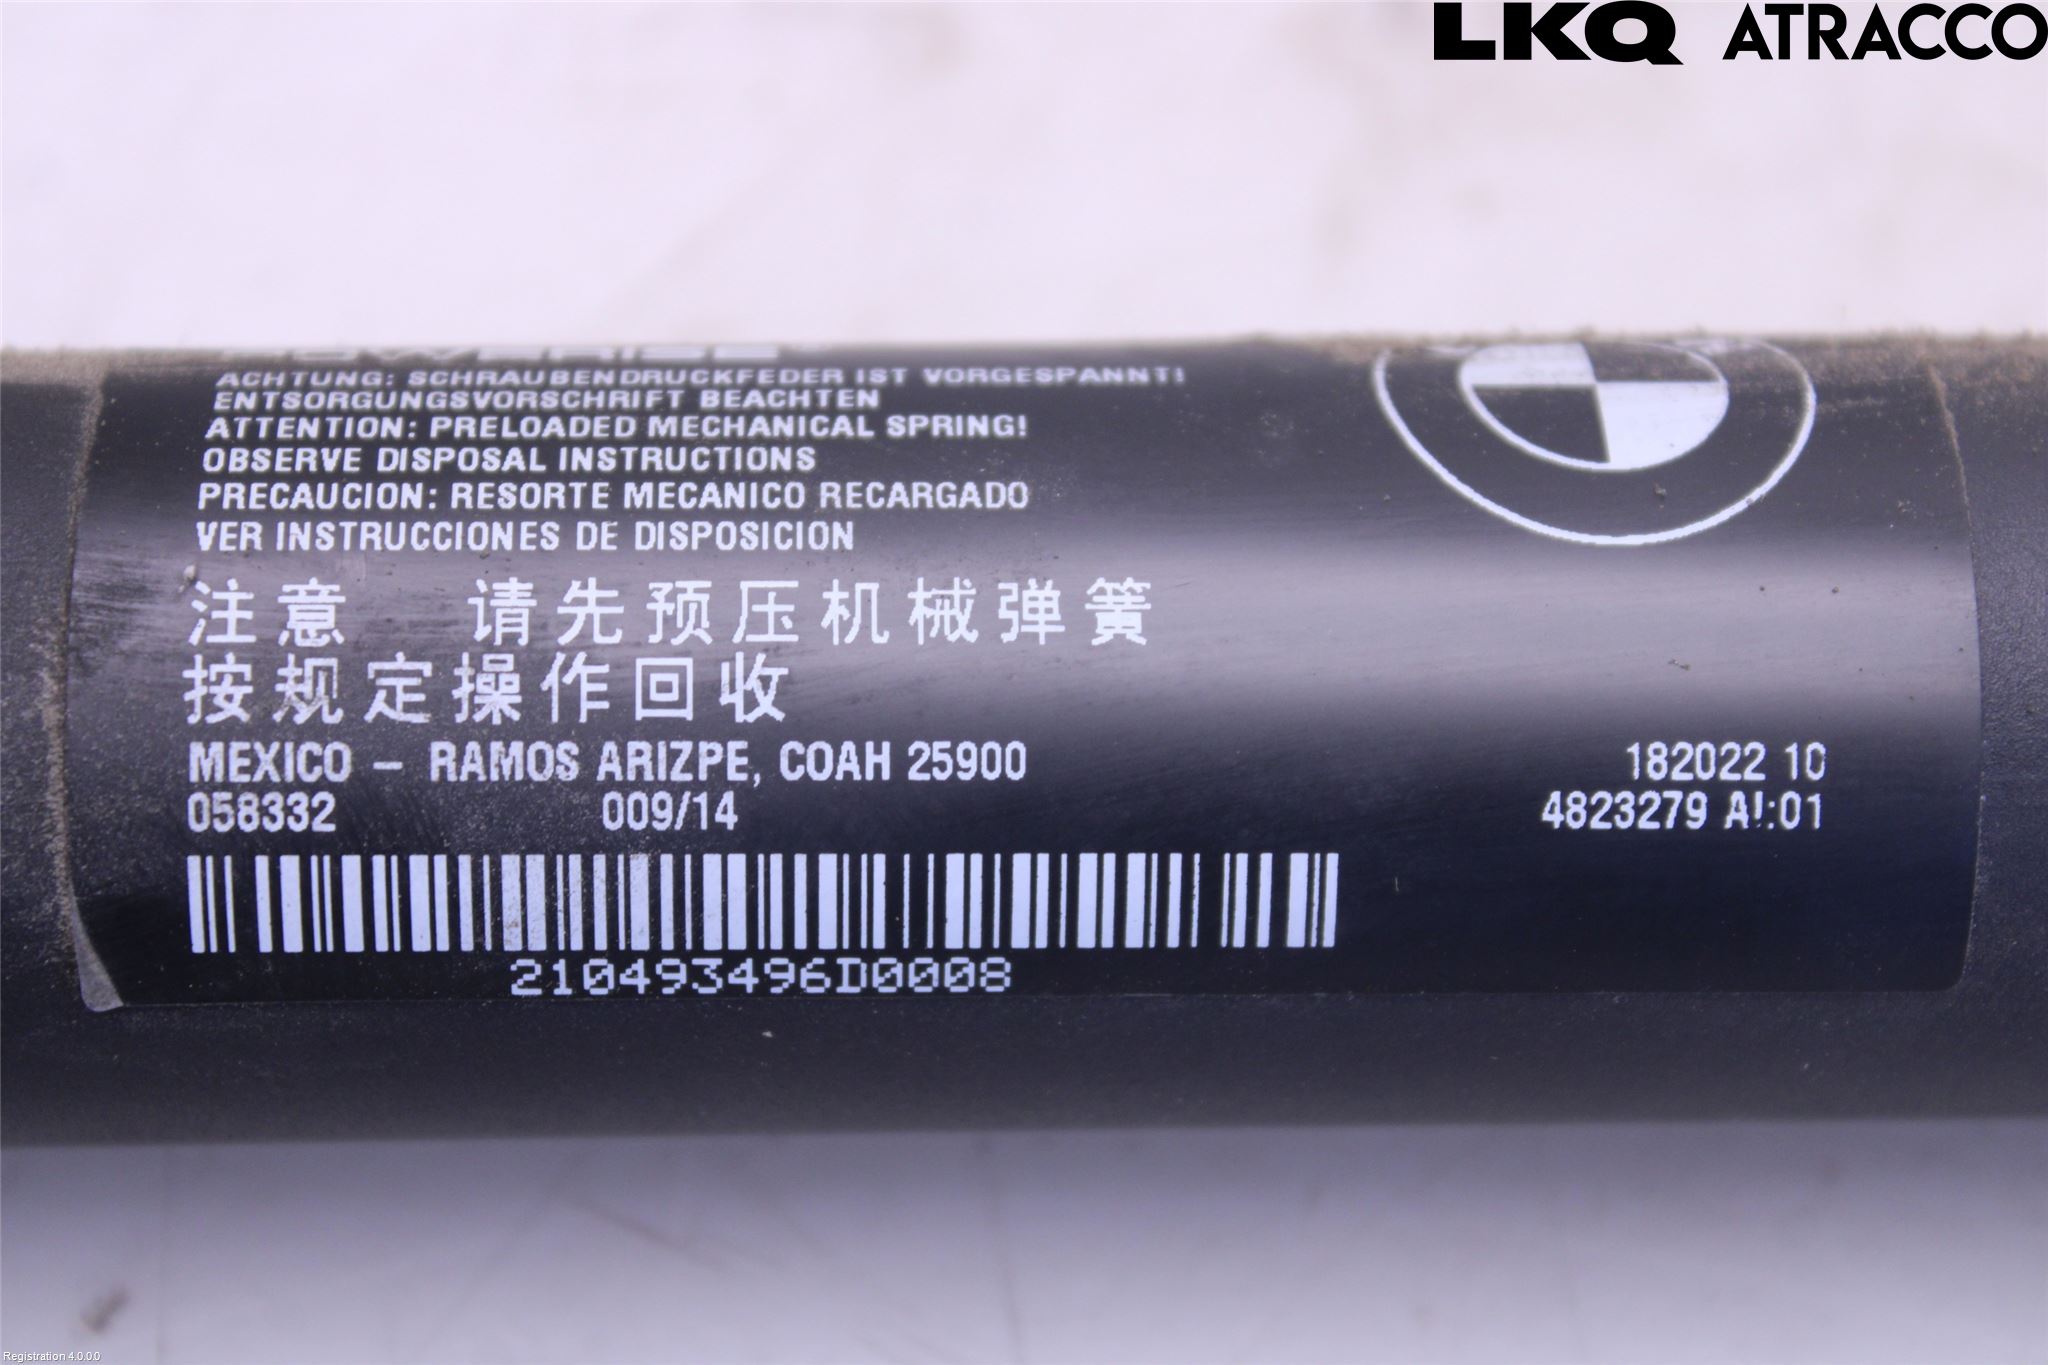 LKQ ATRACCO
POWERISE
ACHTUNG: SCHRAUBENDRUCKFEDER IST VORGESPANNT!
ENTSORGUNGSVORSCHRIFT BEACHTEN
ATTENTION: PRELOADED MECHANICAL SPRING!
OBSERVE DISPOSAL INSTRUCTIONS
PRECAUCION: RESORTE MECANICO RECARGADO
VER INSTRUCCIONES DE DISPOSICION
注意 请先预压机械弹簧
按规定操作回收
MEXICO – RAMOS ARIZPE, COAH 25900
182022 10
058332 009/14
4823279 AI:01
210493496D0008
Registration 4.0.0.0